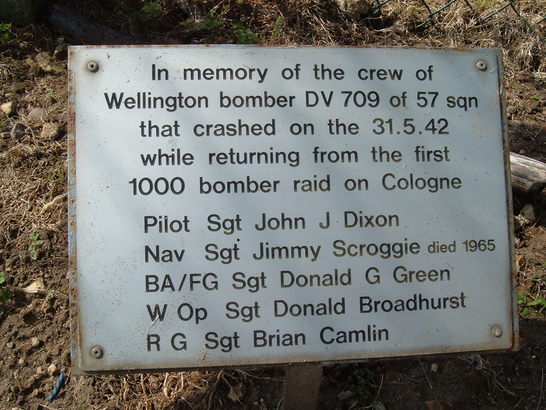 In memory of the crew of
Wellington bomber DV 709 of 57 sqn
that crashed on the 31.5.42
while returning from the first
1000 bomber raid on Cologne
Pilot Sgt John J Dixon
Nav Sgt Jimmy Scroggie died 1965
BA/FG Sgt Donald G Green
W Op Sgt Donald Broadhurst
R G Sgt Brian Camlin